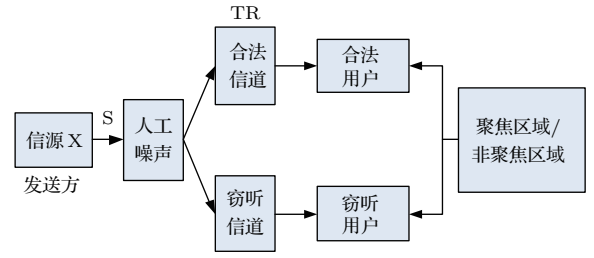 TR
合法
信道
合法
用户
S
信源 X
人工
噪声
发送方
聚焦区域/
非聚焦区域
窃听
信道
窃听
用户